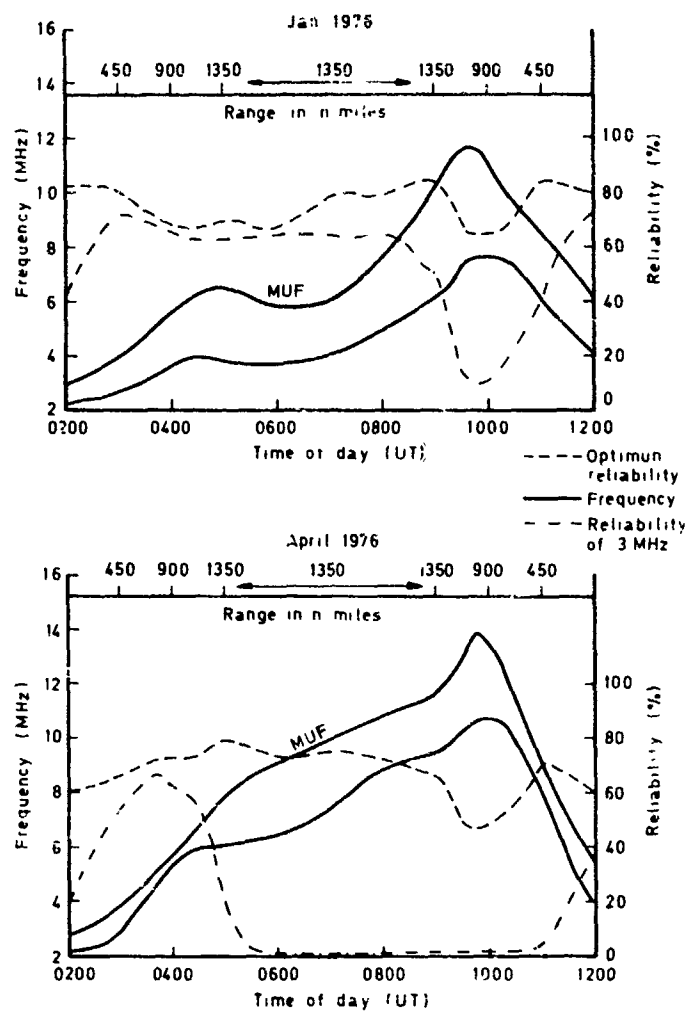 Jan 1976
16
14
12
10
8
6
4
2
Frequency (MHz)
450 900 1350 1350 1350 900 450
Range in n miles
MUF
100
80
60
40
20
0
Reliability (%)
0200 0400 0600 0800 1000 1200
Time of day (UT)
Optimun
reliability
Frequency
Reliability
of 3 MHz
April 1976
16
14
12
10
8
6
4
2
Frequency (MHz)
450 900 1350 1350 1350 900 450
Range in n miles
MUF
100
80
60
40
20
0
Reliability (%)
0200 0400 0600 0800 1000 1200
Time of day (UT)